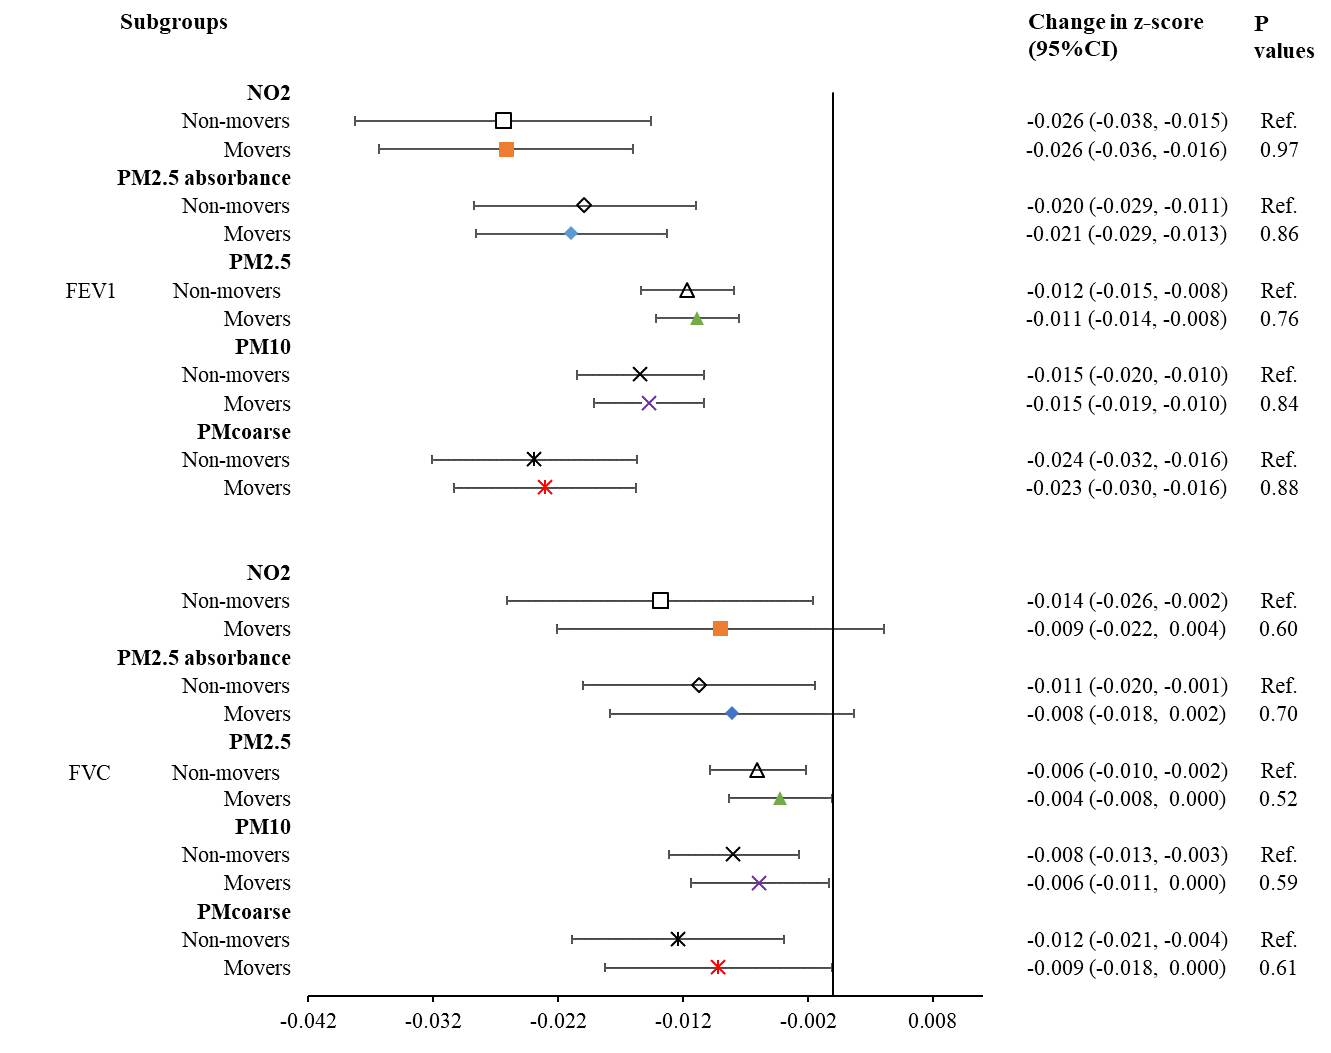 Subgroups Change in z-score (95%CI) P values
NO2
Non-movers -0.026 (-0.038, -0.015) Ref.
Movers -0.026 (-0.036, -0.016) 0.97
PM2.5 absorbance
Non-movers -0.020 (-0.029, -0.011) Ref.
Movers -0.021 (-0.029, -0.013) 0.86
PM2.5
FEV1 Non-movers -0.012 (-0.015, -0.008) Ref.
Movers -0.011 (-0.014, -0.008) 0.76
PM10
Non-movers -0.015 (-0.020, -0.010) Ref.
Movers -0.015 (-0.019, -0.010) 0.84
PMcoarse
Non-movers -0.024 (-0.032, -0.016) Ref.
Movers -0.023 (-0.030, -0.016) 0.88
NO2
Non-movers -0.014 (-0.026, -0.002) Ref.
Movers -0.009 (-0.022, 0.004) 0.60
PM2.5 absorbance
Non-movers -0.011 (-0.020, -0.001) Ref.
Movers -0.008 (-0.018, 0.002) 0.70
PM2.5
FVC Non-movers -0.006 (-0.010, -0.002) Ref.
Movers -0.004 (-0.008, 0.000) 0.52
PM10
Non-movers -0.008 (-0.013, -0.003) Ref.
Movers -0.006 (-0.011, 0.000) 0.59
PMcoarse
Non-movers -0.012 (-0.021, -0.004) Ref.
Movers -0.009 (-0.018, 0.000) 0.61
-0.042 -0.032 -0.022 -0.012 -0.002 0.008